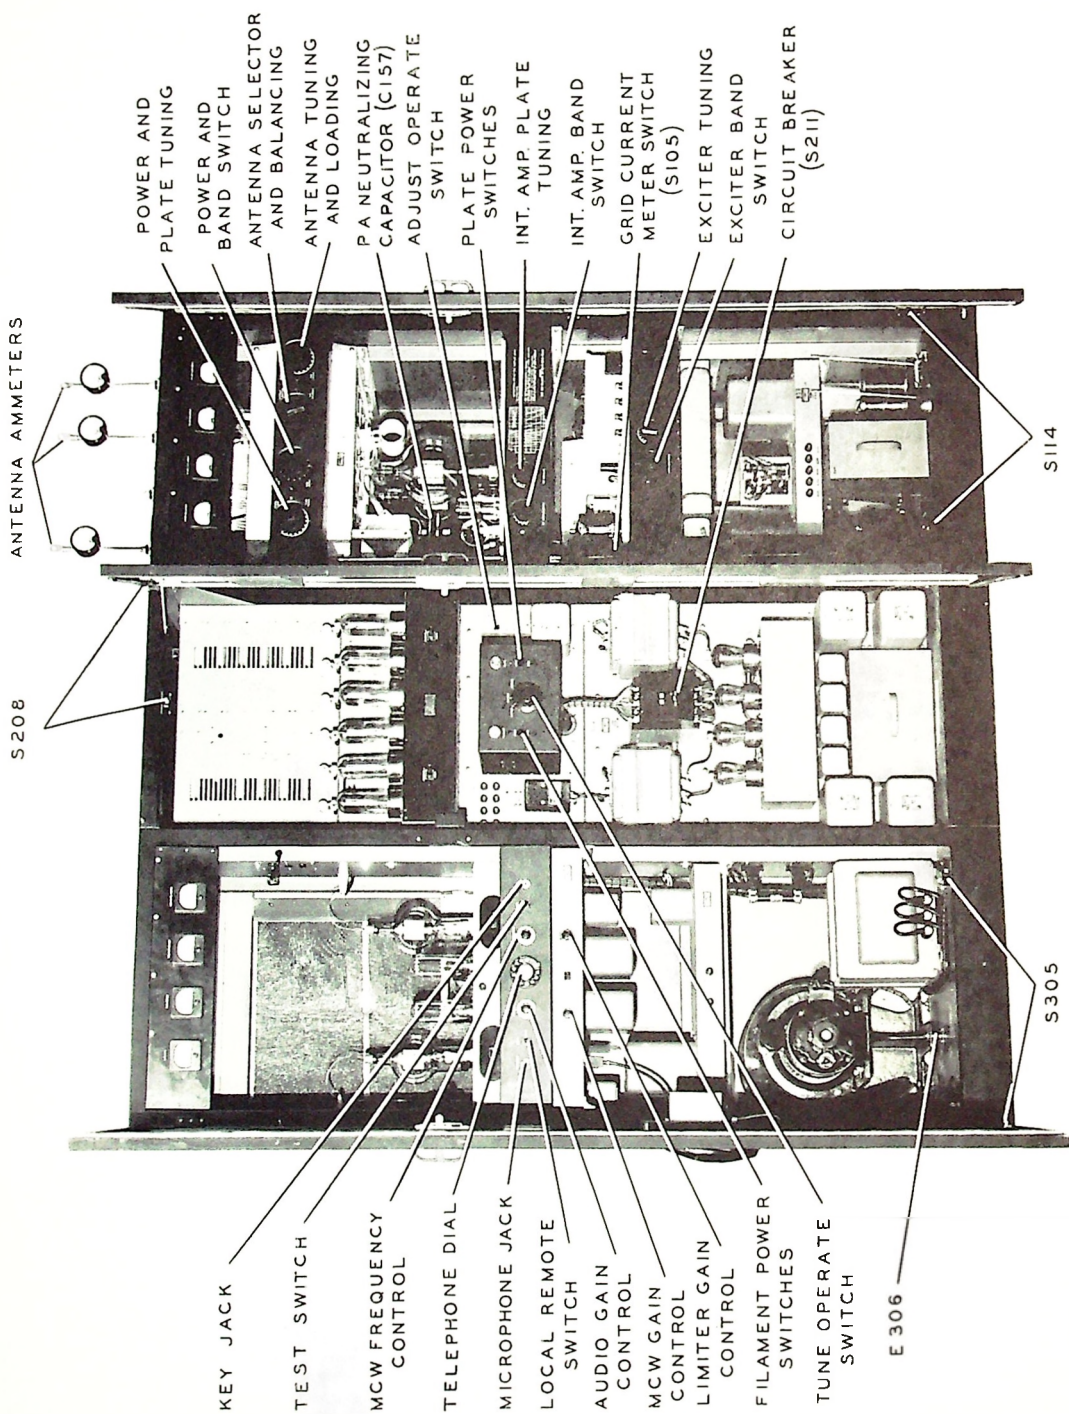 ANTENNA AMMETERS
S208
POWER AND
PLATE TUNING
POWER AND
BAND SWITCH
ANTENNA SELECTOR
AND BALANCING
ANTENNA TUNING
AND LOADING
P A NEUTRALIZING
CAPACITOR (C157)
ADJUST OPERATE
SWITCH
PLATE POWER
SWITCHES
INT. AMP. PLATE
TUNING
INT. AMP. BAND
SWITCH
GRID CURRENT
METER SWITCH
(S105)
EXCITER TUNING
EXCITER BAND
SWITCH
CIRCUIT BREAKER
(S211)
S114
S305
KEY JACK
TEST SWITCH
MCW FREQUENCY
CONTROL
TELEPHONE DIAL
MICROPHONE JACK
LOCAL REMOTE
SWITCH
AUDIO GAIN
CONTROL
MCW GAIN
CONTROL
LIMITER GAIN
CONTROL
FILAMENT POWER
SWITCHES
TUNE OPERATE
SWITCH
E306